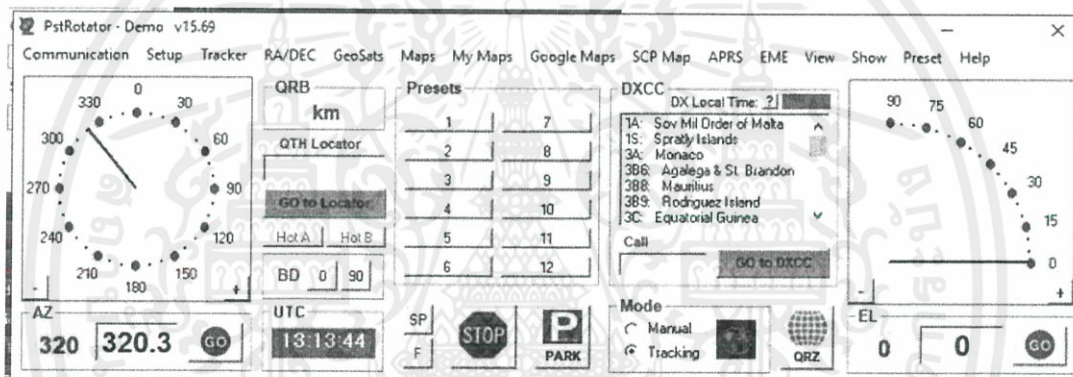 PstRotator - Demo v15.69
Communication Setup Tracker RA/DEC GeoSats Maps My Maps Google Maps SCP Map APRS EME View Show Preset Help
0
30
60
90
120
150
180
210
240
270
300
330
- +
AZ
320 320.3 GO
QRB
km
QTH Locator
GO to Locator
Hot A Hot B
BD 0 90
UTC
13:13:44
Presets
1 7
2 8
3 9
4 10
5 11
6 12
SP
F
STOP
P
PARK
DXCC
DX Local Time: ?
1A: Sov Mil Order of Malta
1S: Spratly Islands
3A: Monaco
3B6: Agalega & St. Brandon
3B8: Mauritius
3B9: Rodriguez Island
3C: Equatorial Guinea
Call
GO to DXCC
Mode
Manual
Tracking
QRZ
90
75
60
45
30
15
0
- +
EL
0 0 GO